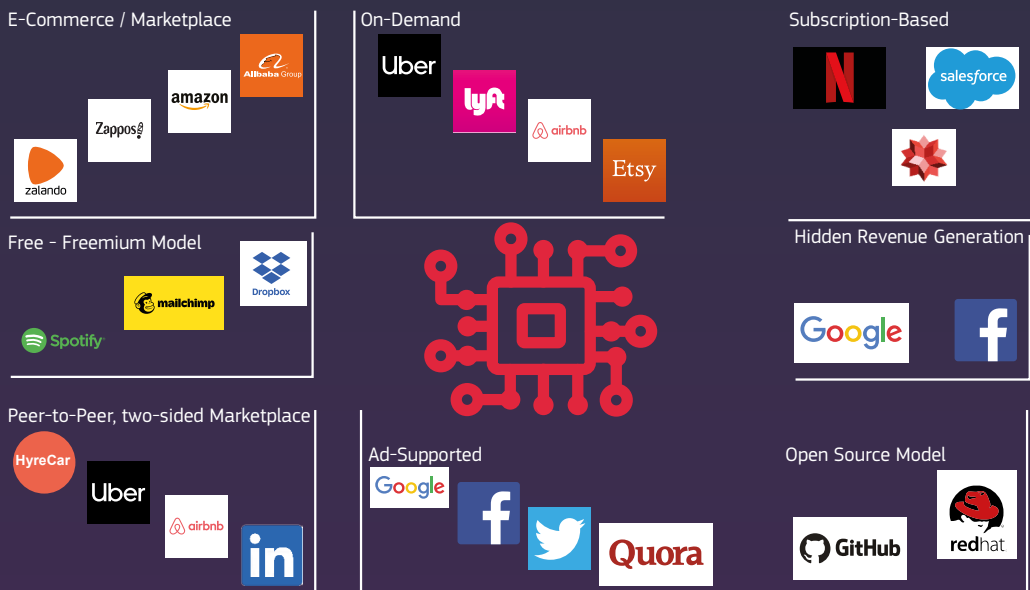 E-Commerce / Marketplace
Alibaba Group
amazon
Zappos
zalando
On-Demand
Uber
lyft
airbnb
Etsy
Subscription-Based
N
salesforce
Free - Freemium Model
Dropbox
mailchimp
Spotify
Hidden Revenue Generation
Google
f
Peer-to-Peer, two-sided Marketplace
HyreCar
Uber
airbnb
in
Ad-Supported
Google
f
Quora
Open Source Model
redhat
GitHub